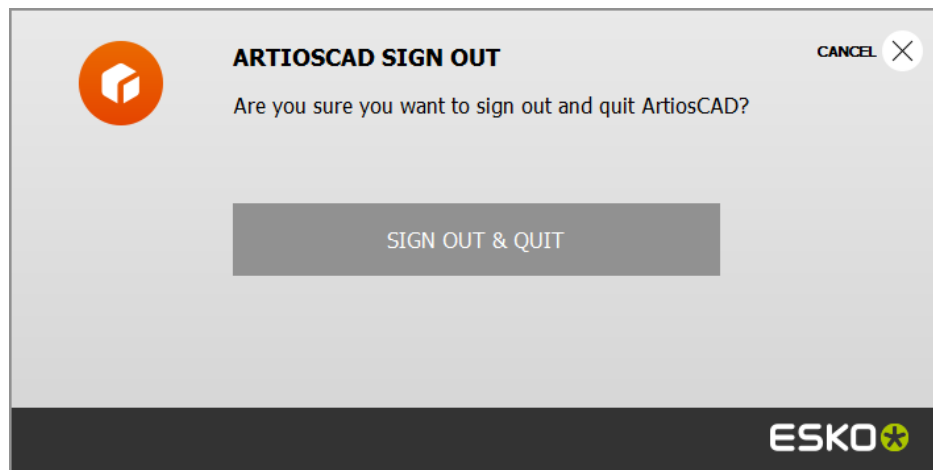 ARTIOSCAD SIGN OUT
CANCEL
Are you sure you want to sign out and quit ArtiosCAD?
SIGN OUT & QUIT
ESKO